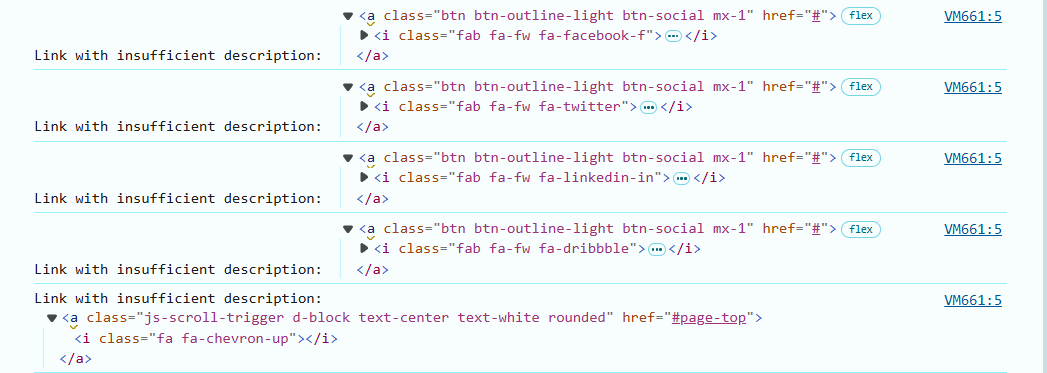 <a class="btn btn-outline-light btn-social mx-1" href="#"> flex VM661:5
<i class="fab fa-fw fa-facebook-f">…</i>
Link with insufficient description: </a>
<a class="btn btn-outline-light btn-social mx-1" href="#"> flex VM661:5
<i class="fab fa-fw fa-twitter">…</i>
Link with insufficient description: </a>
<a class="btn btn-outline-light btn-social mx-1" href="#"> flex VM661:5
<i class="fab fa-fw fa-linkedin-in">…</i>
Link with insufficient description: </a>
<a class="btn btn-outline-light btn-social mx-1" href="#"> flex VM661:5
<i class="fab fa-fw fa-dribbble">…</i>
Link with insufficient description: </a>
Link with insufficient description: VM661:5
<a class="js-scroll-trigger d-block text-center text-white rounded" href="#page-top">
<i class="fa fa-chevron-up"></i>
</a>